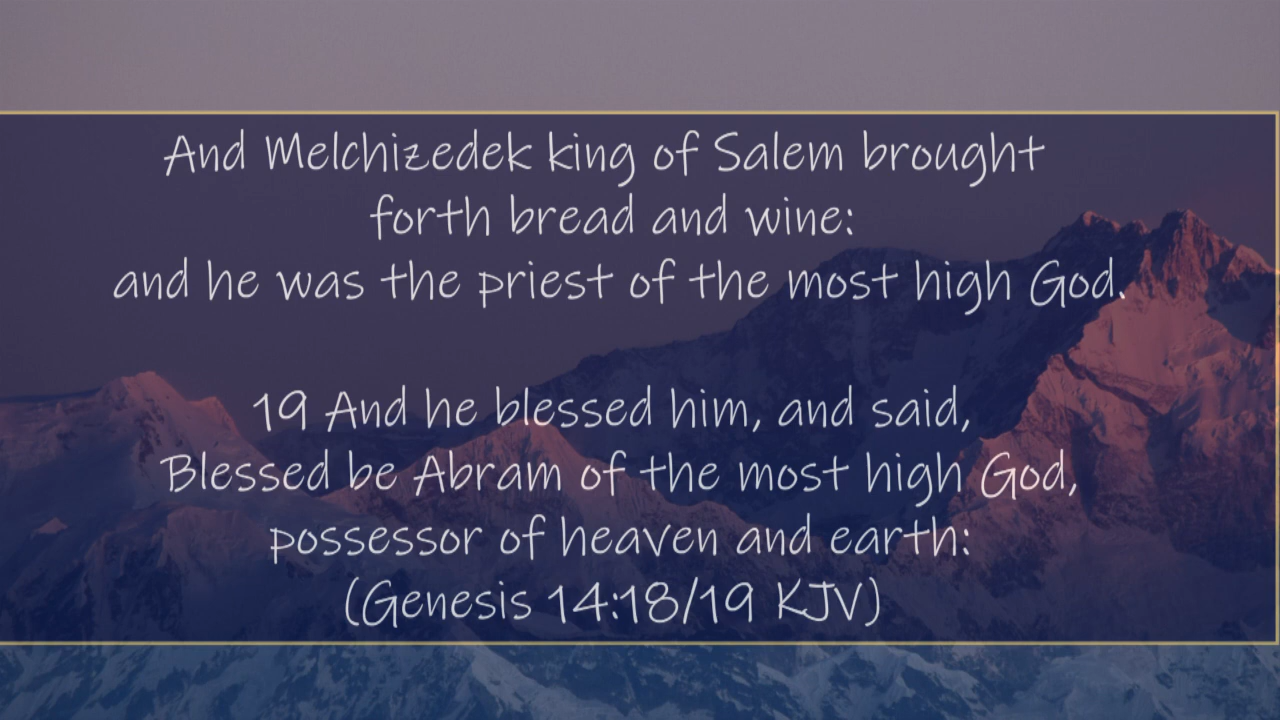 And Melchizedek king of Salem brought
forth bread and wine:
and he was the priest of the most high God.
19 And he blessed him, and said,
Blessed be Abram of the most high God,
possessor of heaven and earth:
(Genesis 14:18/19 KJV)